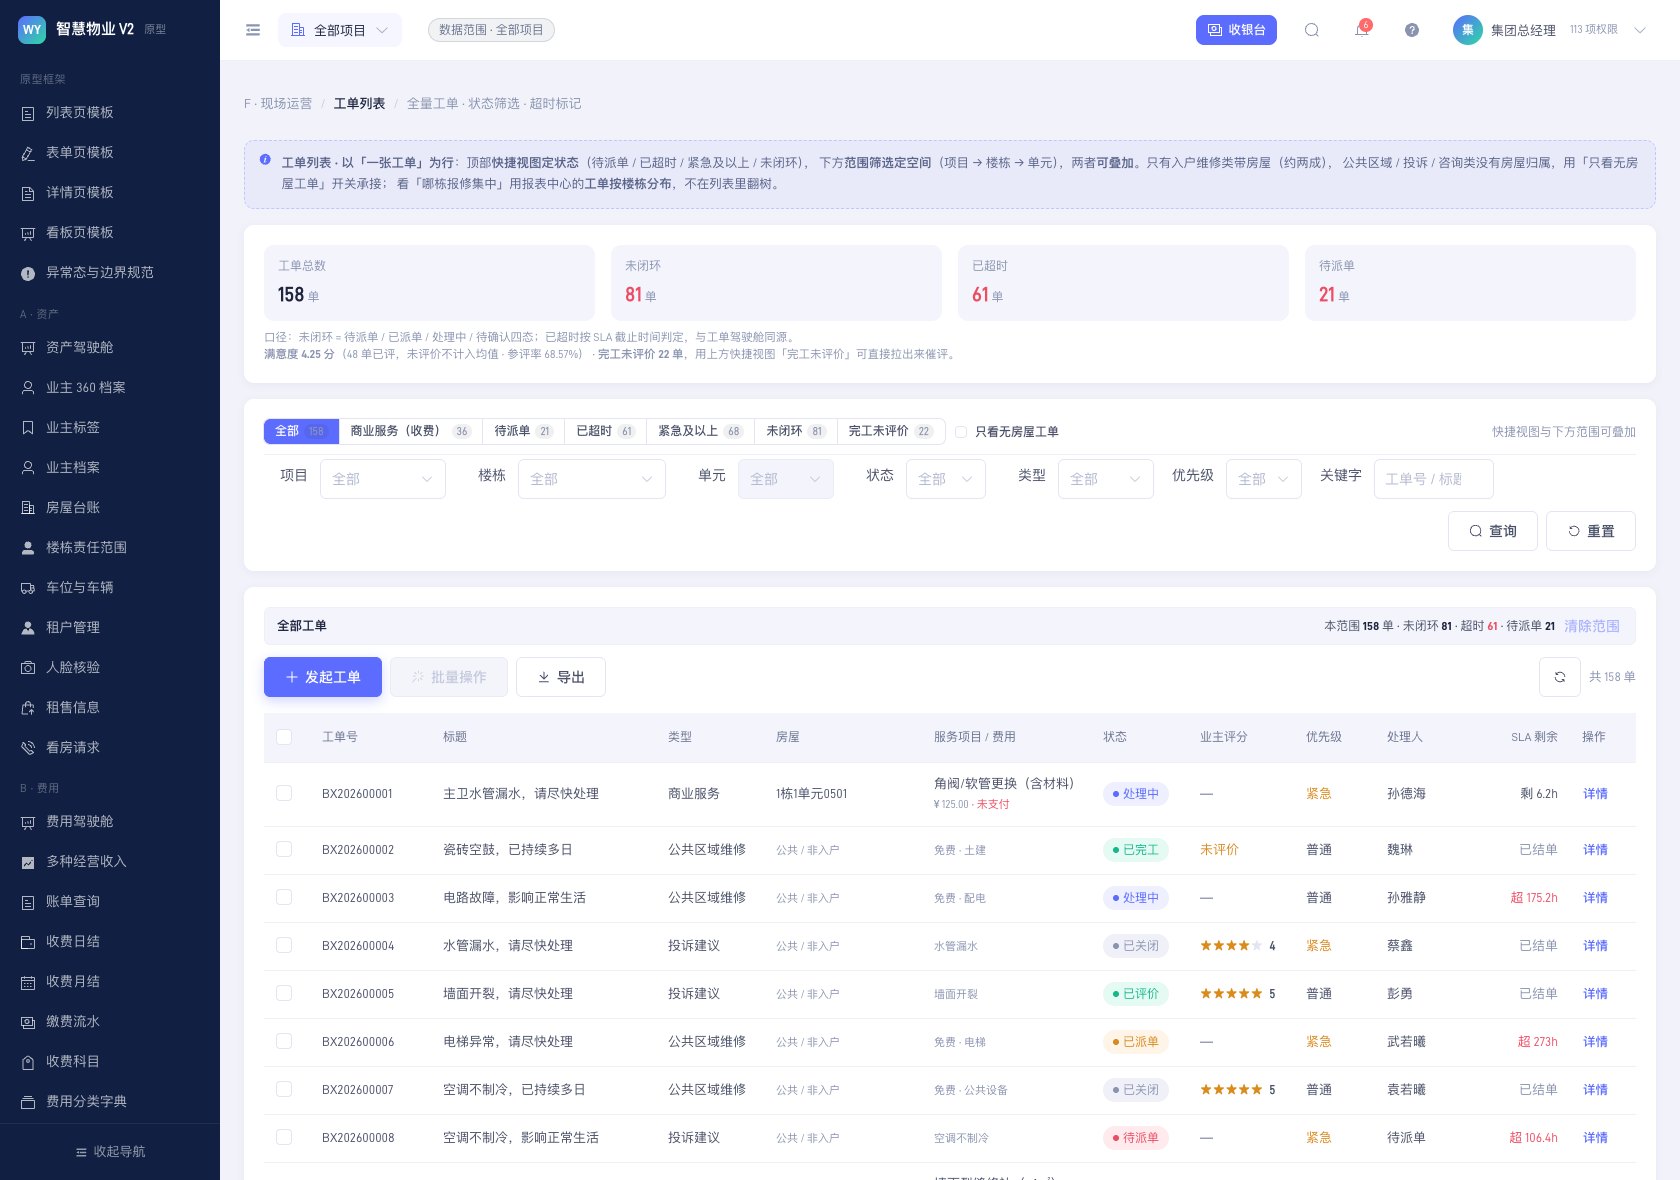 WY 智慧物业 V2 原型
原型框架
列表页模板
表单页模板
详情页模板
看板页模板
异常态与边界规范
A · 资产
资产驾驶舱
业主 360 档案
业主标签
业主档案
房屋台账
楼栋责任范围
车位与车辆
租户管理
人脸核验
租售信息
看房请求
B · 费用
费用驾驶舱
多种经营收入
账单查询
收费日结
收费月结
缴费流水
收费科目
费用分类字典
收起导航
全部项目 数据范围 · 全部项目 收银台 6 集 集团总经理 113 项权限
F · 现场运营 / 工单列表 / 全量工单 · 状态筛选 · 超时标记
工单列表 · 以「一张工单」为行：顶部快捷视图定状态（待派单 / 已超时 / 紧急及以上 / 未闭环），下方范围筛选定空间（项目 → 楼栋 → 单元），两者可叠加。只有入户维修类带房屋（约两成），公共区域 / 投诉 / 咨询类没有房屋归属，用「只看无房
屋工单」开关承接；看「哪栋报修集中」用报表中心的工单按楼栋分布，不在列表里翻树。
工单总数 未闭环 已超时 待派单
158 单 81 单 61 单 21 单
口径：未闭环 = 待派单 / 已派单 / 处理中 / 待确认四态；已超时按 SLA 截止时间判定，与工单驾驶舱同源。
满意度 4.25 分（48 单已评，未评价不计入均值 · 参评率 68.57%） · 完工未评价 22 单，用上方快捷视图「完工未评价」可直接拉出来催评。
全部 158 商业服务（收费） 36 待派单 21 已超时 61 紧急及以上 68 未闭环 81 完工未评价 22 只看无房屋工单 快捷视图与下方范围可叠加
项目 全部 楼栋 全部 单元 全部 状态 全部 类型 全部 优先级 全部 关键字 工单号 / 标题
查询 重置
全部工单 本范围 158 单 · 未闭环 81 · 超时 61 · 待派单 21 清除范围
发起工单 批量操作 导出 共 158 单
工单号 标题 类型 房屋 服务项目 / 费用 状态 业主评分 优先级 处理人 SLA 剩余 操作
BX202600001 主卫水管漏水，请尽快处理 商业服务 1栋1单元0501 角阀/软管更换（含材料） ¥ 125.00 · 未支付 处理中 — 紧急 孙德海 剩 6.2h 详情
BX202600002 瓷砖空鼓，已持续多日 公共区域维修 公共 / 非入户 免费 · 土建 已完工 未评价 普通 魏琳 已结单 详情
BX202600003 电路故障，影响正常生活 公共区域维修 公共 / 非入户 免费 · 配电 处理中 — 普通 孙雅静 超 175.2h 详情
BX202600004 水管漏水，请尽快处理 投诉建议 公共 / 非入户 水管漏水 已关闭 ★★★★★ 4 紧急 蔡鑫 已结单 详情
BX202600005 墙面开裂，请尽快处理 投诉建议 公共 / 非入户 墙面开裂 已评价 ★★★★★ 5 普通 彭勇 已结单 详情
BX202600006 电梯异常，请尽快处理 公共区域维修 公共 / 非入户 免费 · 电梯 已派单 — 紧急 武若曦 超 273h 详情
BX202600007 空调不制冷，已持续多日 公共区域维修 公共 / 非入户 免费 · 公共设备 已关闭 ★★★★★ 5 普通 袁若曦 已结单 详情
BX202600008 空调不制冷，影响正常生活 投诉建议 公共 / 非入户 空调不制冷 待派单 — 紧急 待派单 超 106.4h 详情